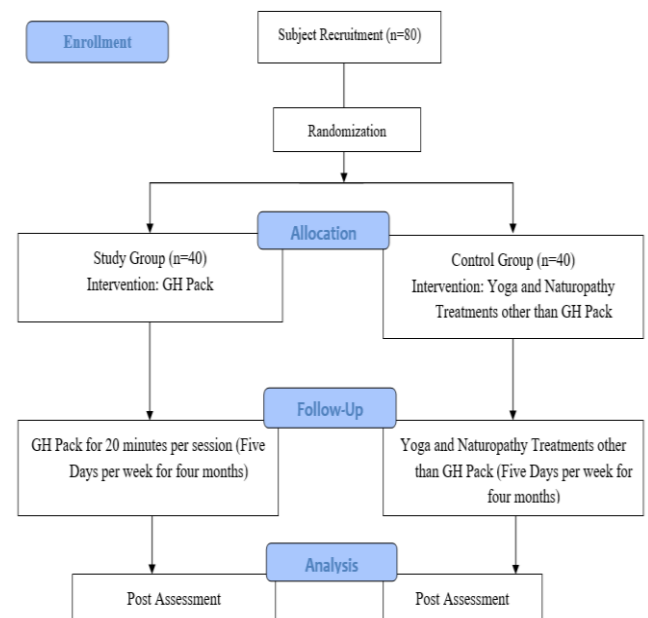 Enrollment
Subject Recruitment (n=80)
Randomization
Allocation
Study Group (n=40)
Intervention: GH Pack
Control Group (n=40)
Intervention: Yoga and Naturopathy
Treatments other than GH Pack
Follow-Up
GH Pack for 20 minutes per session (Five
Days per week for four months)
Yoga and Naturopathy Treatments other
than GH Pack (Five Days per week for
four months)
Analysis
Post Assessment
Post Assessment